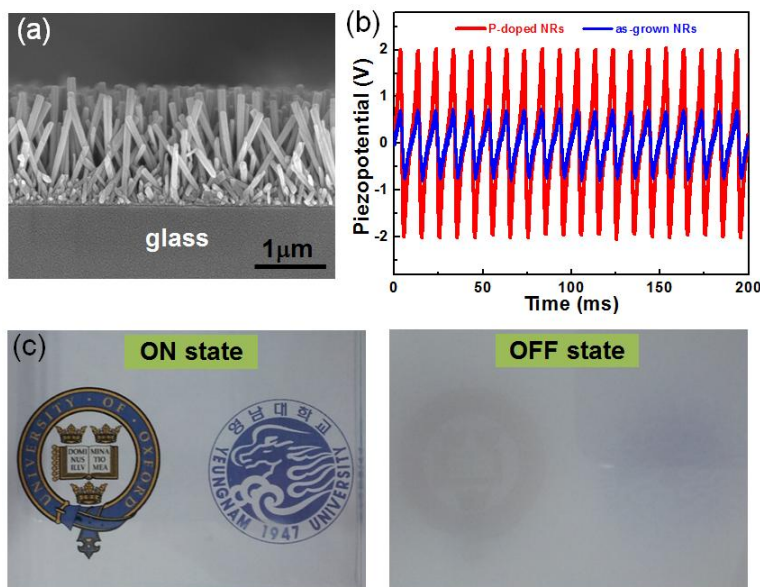 (a)
glass
1μm
(b)
P-doped NRs
as-grown NRs
Piezopotential (V)
2
1
0
-1
-2
0
50
100
150
200
Time (ms)
(c)
ON state
UNIVERSITY · OF · OXFORD
DOMI MINA
NUS TIO
ILLV MEA
영남대학교
YEUNGNAM 1947 UNIVERSITY
OFF state